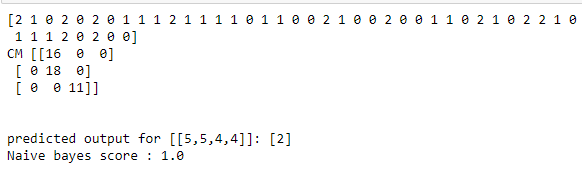 [2 1 0 2 0 2 0 1 1 1 2 1 1 1 1 0 1 1 0 0 2 1 0 0 2 0 0 1 1 0 2 1 0 2 2 1 0
 1 1 1 2 0 2 0 0]
CM [[16  0  0]
 [ 0 18  0]
 [ 0  0 11]]
predicted output for [[5,5,4,4]]: [2]
Naive bayes score : 1.0